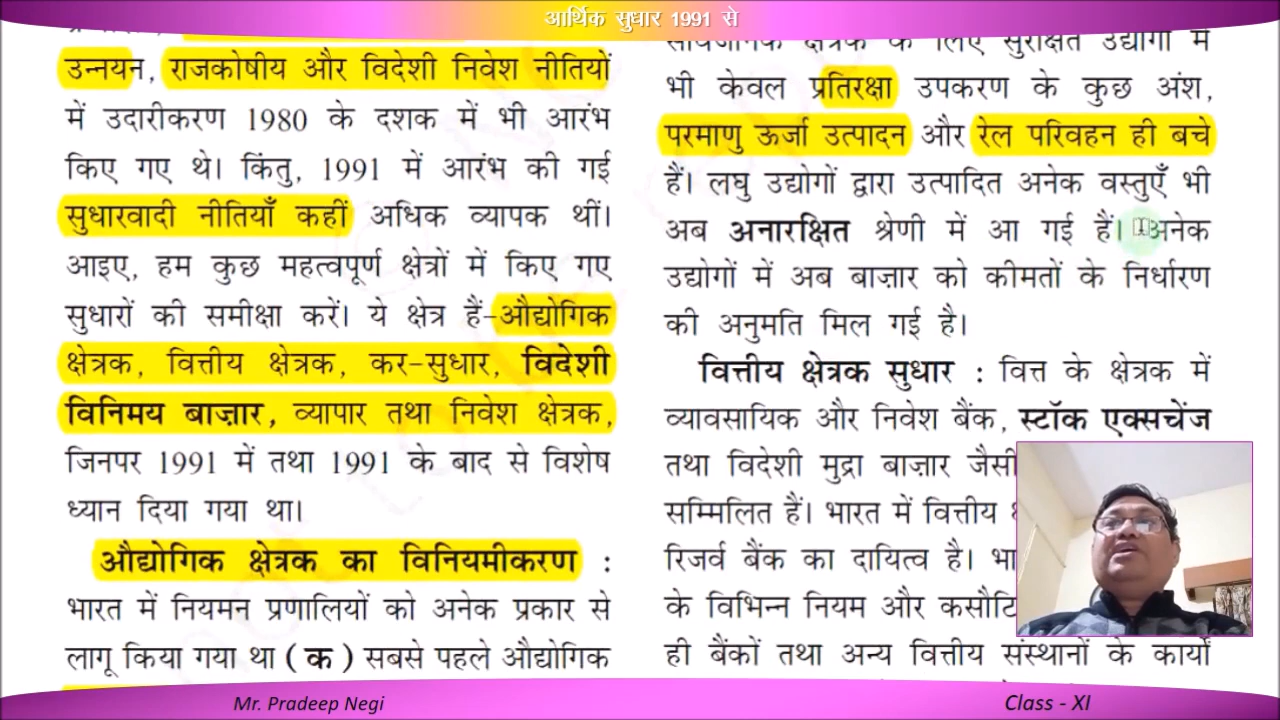 आर्थिक सुधार 1991 से
उन्नयन, राजकोषीय और विदेशी निवेश नीतियों
में उदारीकरण 1980 के दशक में भी आरंभ
किए गए थे। किंतु, 1991 में आरंभ की गई
सुधारवादी नीतियाँ कहीं अधिक व्यापक थीं।
आइए, हम कुछ महत्वपूर्ण क्षेत्रों में किए गए
सुधारों की समीक्षा करें। ये क्षेत्र हैं-औद्योगिक
क्षेत्रक, वित्तीय क्षेत्रक, कर-सुधार, विदेशी
विनिमय बाज़ार, व्यापार तथा निवेश क्षेत्रक,
जिनपर 1991 में तथा 1991 के बाद से विशेष
ध्यान दिया गया था।
औद्योगिक क्षेत्रक का विनियमीकरण :
भारत में नियमन प्रणालियों को अनेक प्रकार से
लागू किया गया था (क) सबसे पहले औद्योगिक
सार्वजनिक क्षेत्रक के लिए सुरक्षित उद्योगों में
भी केवल प्रतिरक्षा उपकरण के कुछ अंश,
परमाणु ऊर्जा उत्पादन और रेल परिवहन ही बचे
हैं। लघु उद्योगों द्वारा उत्पादित अनेक वस्तुएँ भी
अब अनारक्षित श्रेणी में आ गई हैं। अनेक
उद्योगों में अब बाज़ार को कीमतों के निर्धारण
की अनुमति मिल गई है।
वित्तीय क्षेत्रक सुधार : वित्त के क्षेत्रक में
व्यावसायिक और निवेश बैंक, स्टॉक एक्सचेंज
तथा विदेशी मुद्रा बाज़ार जैसी
सम्मिलित हैं। भारत में वित्तीय
रिजर्व बैंक का दायित्व है।
के विभिन्न नियम और
ही बैंकों तथा अन्य वित्तीय संस्थानों के कार्यों
Mr. Pradeep Negi
Class - XI